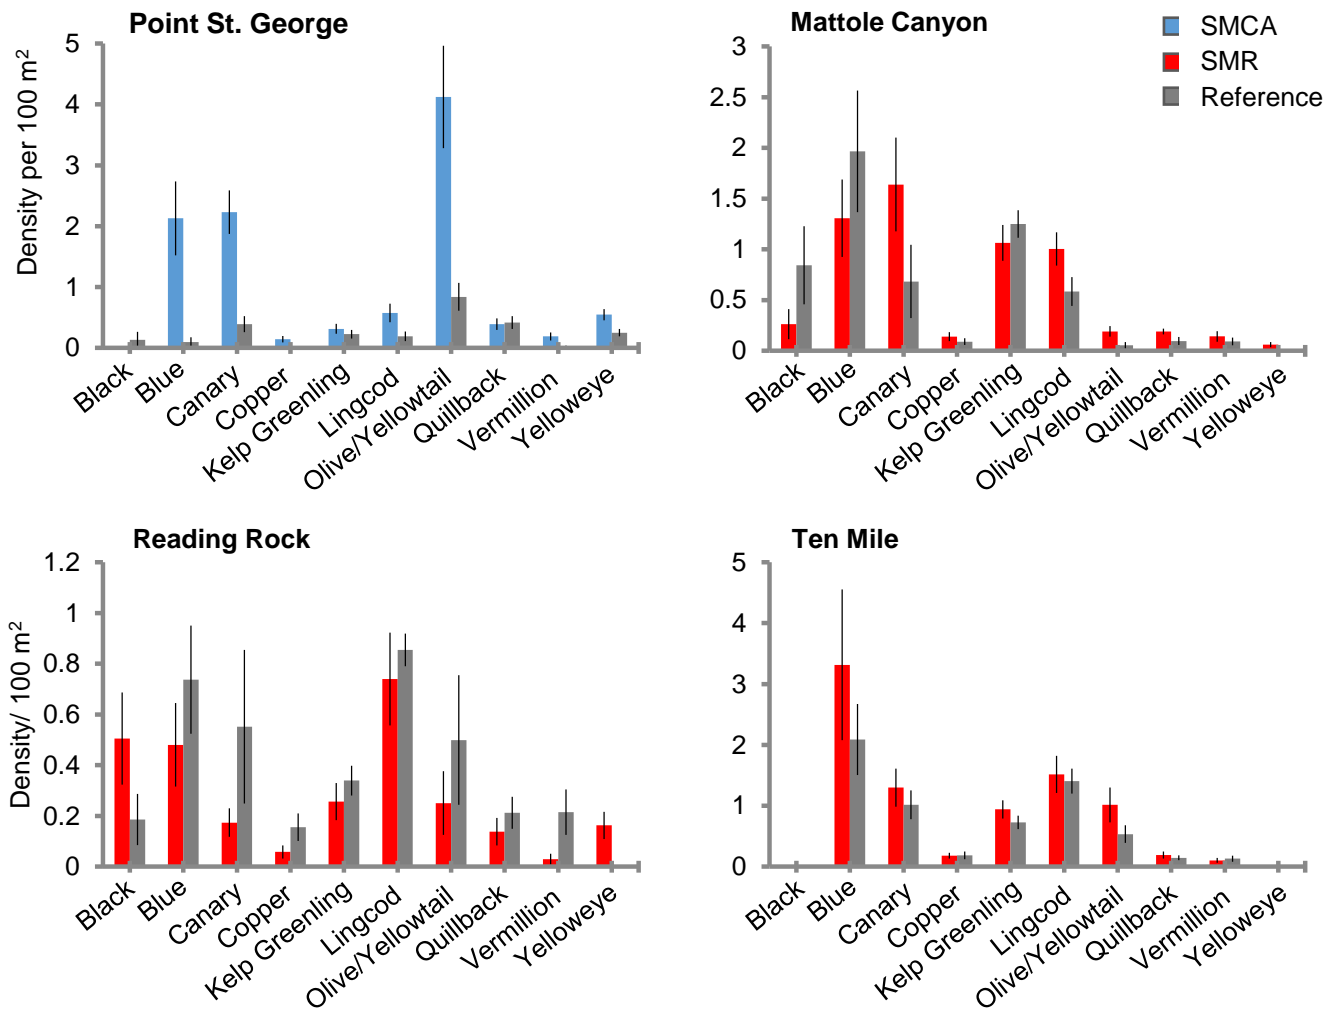 Point St. George
Density per 100 m²
5
4
3
2
1
0
Black
Blue
Canary
Copper
Kelp Greenling
Lingcod
Olive/Yellowtail
Quillback
Vermillion
Yelloweye
Mattole Canyon
SMCA
SMR
Reference
3
2.5
2
1.5
1
0.5
0
Black
Blue
Canary
Copper
Kelp Greenling
Lingcod
Olive/Yellowtail
Quillback
Vermillion
Yelloweye
Reading Rock
Density/ 100 m²
1.2
1
0.8
0.6
0.4
0.2
0
Black
Blue
Canary
Copper
Kelp Greenling
Lingcod
Olive/Yellowtail
Quillback
Vermillion
Yelloweye
Ten Mile
5
4
3
2
1
0
Black
Blue
Canary
Copper
Kelp Greenling
Lingcod
Olive/Yellowtail
Quillback
Vermillion
Yelloweye